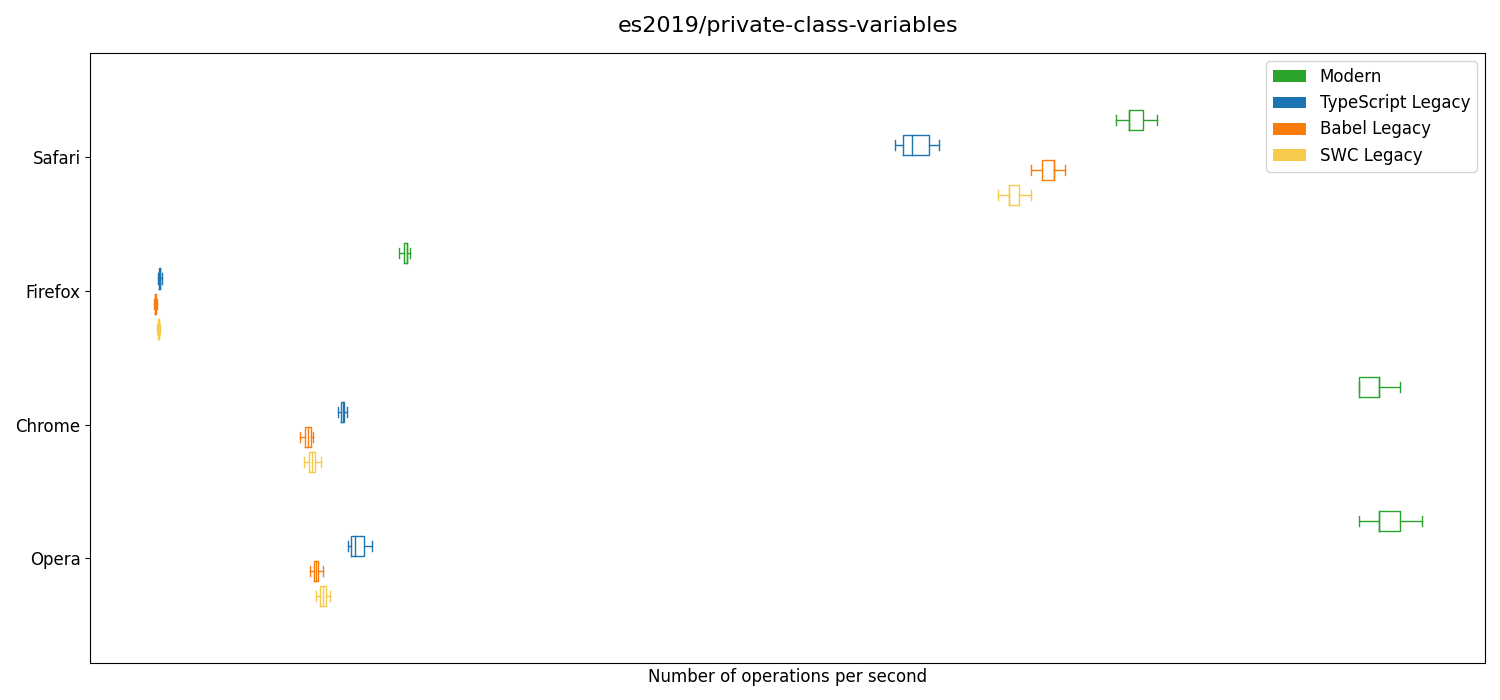 es2019/private-class-variables
Modern
TypeScript Legacy
Babel Legacy
SWC Legacy
Safari
Firefox
Chrome
Opera
Number of operations per second